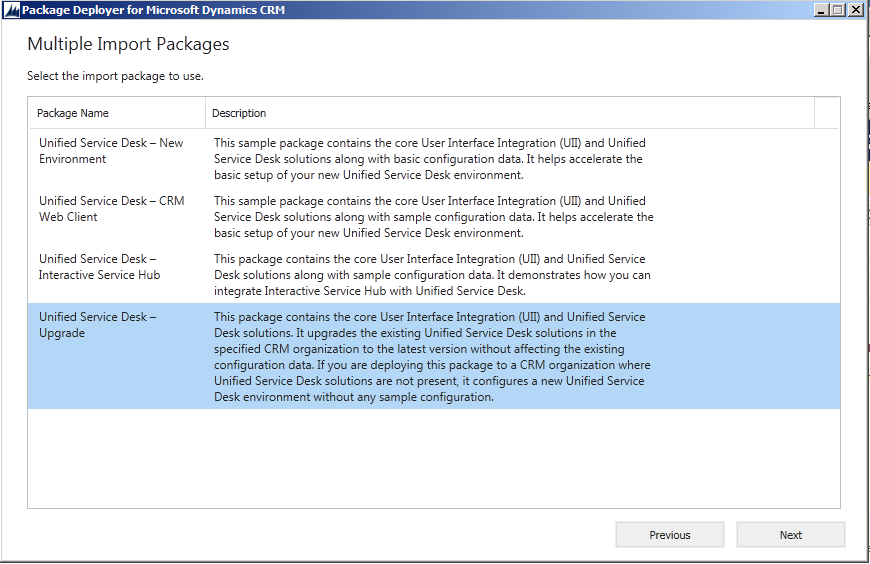 Package Deployer for Microsoft Dynamics CRM
Multiple Import Packages
Select the import package to use.
Package Name Description
Unified Service Desk – New
Environment
This sample package contains the core User Interface Integration (UII) and Unified
Service Desk solutions along with basic configuration data. It helps accelerate the
basic setup of your new Unified Service Desk environment.
Unified Service Desk – CRM
Web Client
This sample package contains the core User Interface Integration (UII) and Unified
Service Desk solutions along with sample configuration data. It helps accelerate the
basic setup of your new Unified Service Desk environment.
Unified Service Desk –
Interactive Service Hub
This package contains the core User Interface Integration (UII) and Unified Service
Desk solutions along with sample configuration data. It demonstrates how you can
integrate Interactive Service Hub with Unified Service Desk.
Unified Service Desk –
Upgrade
This package contains the core User Interface Integration (UII) and Unified Service
Desk solutions. It upgrades the existing Unified Service Desk solutions in the
specified CRM organization to the latest version without affecting the existing
configuration data. If you are deploying this package to a CRM organization where
Unified Service Desk solutions are not present, it configures a new Unified Service
Desk environment without any sample configuration.
Previous Next